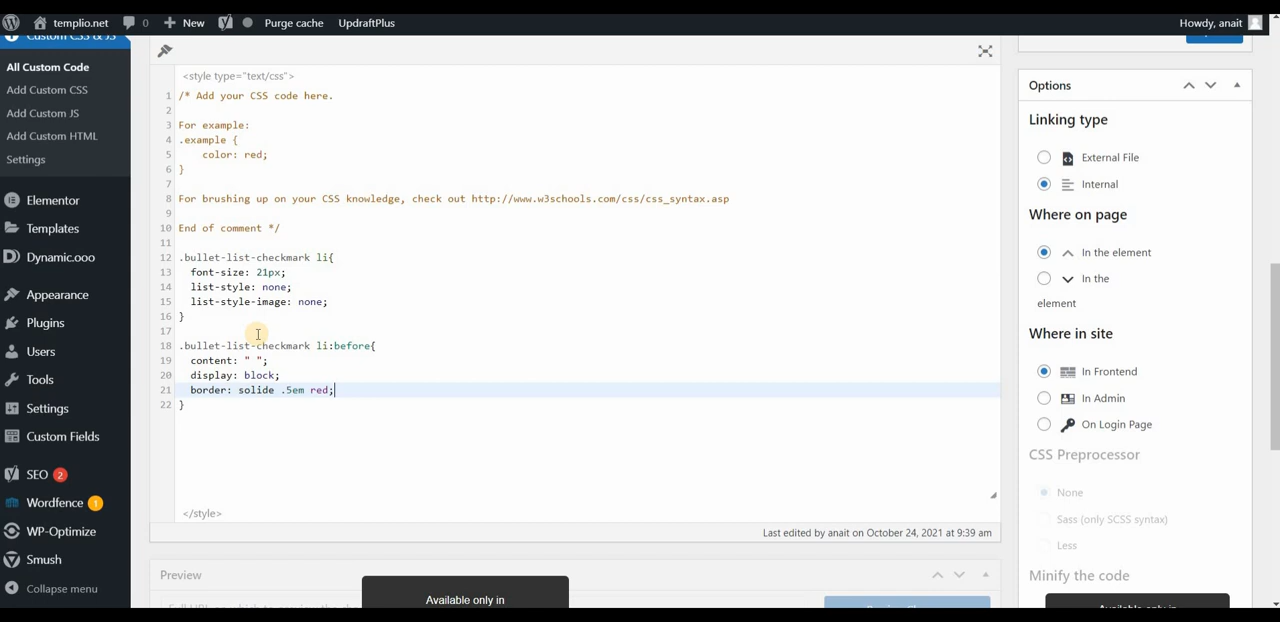 templio.net
0
New
Purge cache
UpdraftPlus
Howdy, anait
Custom CSS & JS
All Custom Code
Add Custom CSS
Add Custom JS
Add Custom HTML
Settings
Elementor
Templates
Dynamic.ooo
Appearance
Plugins
Users
Tools
Settings
Custom Fields
SEO 2
Wordfence 1
WP-Optimize
Smush
Collapse menu
<style type="text/css">
1 /* Add your CSS code here.
2
3 For example:
4 .example {
5 color: red;
6 }
7
8 For brushing up on your CSS knowledge, check out http://www.w3schools.com/css/css_syntax.asp
9
10 End of comment */
11
12 .bullet-list-checkmark li{
13 font-size: 21px;
14 list-style: none;
15 list-style-image: none;
16 }
17
18 .bullet-list-checkmark li:before{
19 content: " ";
20 display: block;
21 border: solide .5em red;
22 }
</style>
Last edited by anait on October 24, 2021 at 9:39 am
Preview
Available only in
Options
Linking type
External File
Internal
Where on page
In the element
In the
element
Where in site
In Frontend
In Admin
On Login Page
CSS Preprocessor
None
Sass (only SCSS syntax)
Less
Minify the code